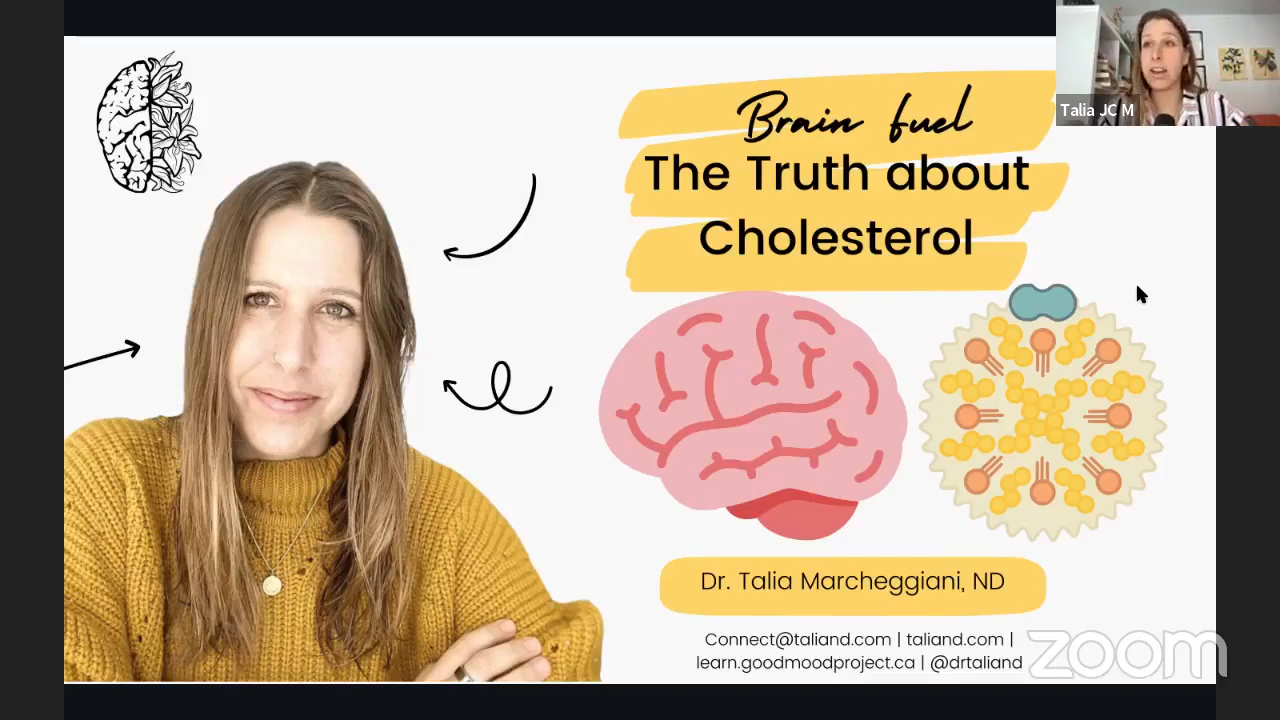 Talia JC M
Brain fuel
The Truth about
Cholesterol
Dr. Talia Marcheggiani, ND
Connect@taliand.com | taliand.com |
learn.goodmoodproject.ca | @drtaliand
zoom